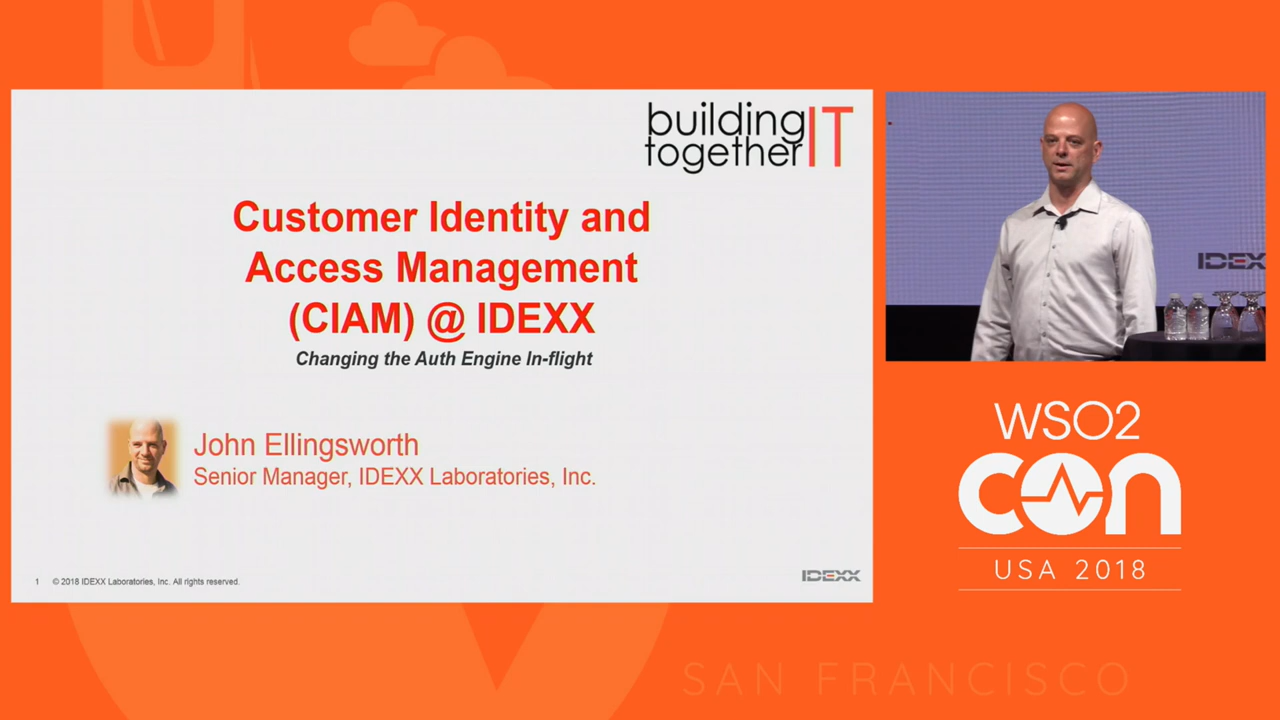 building
together IT
Customer Identity and
Access Management
(CIAM) @ IDEXX
Changing the Auth Engine In-flight
John Ellingsworth
Senior Manager, IDEXX Laboratories, Inc.
1 © 2018 IDEXX Laboratories, Inc. All rights reserved.
IDEXX
IDEXX
WSO2
con
USA 2018
SAN FRANCISCO